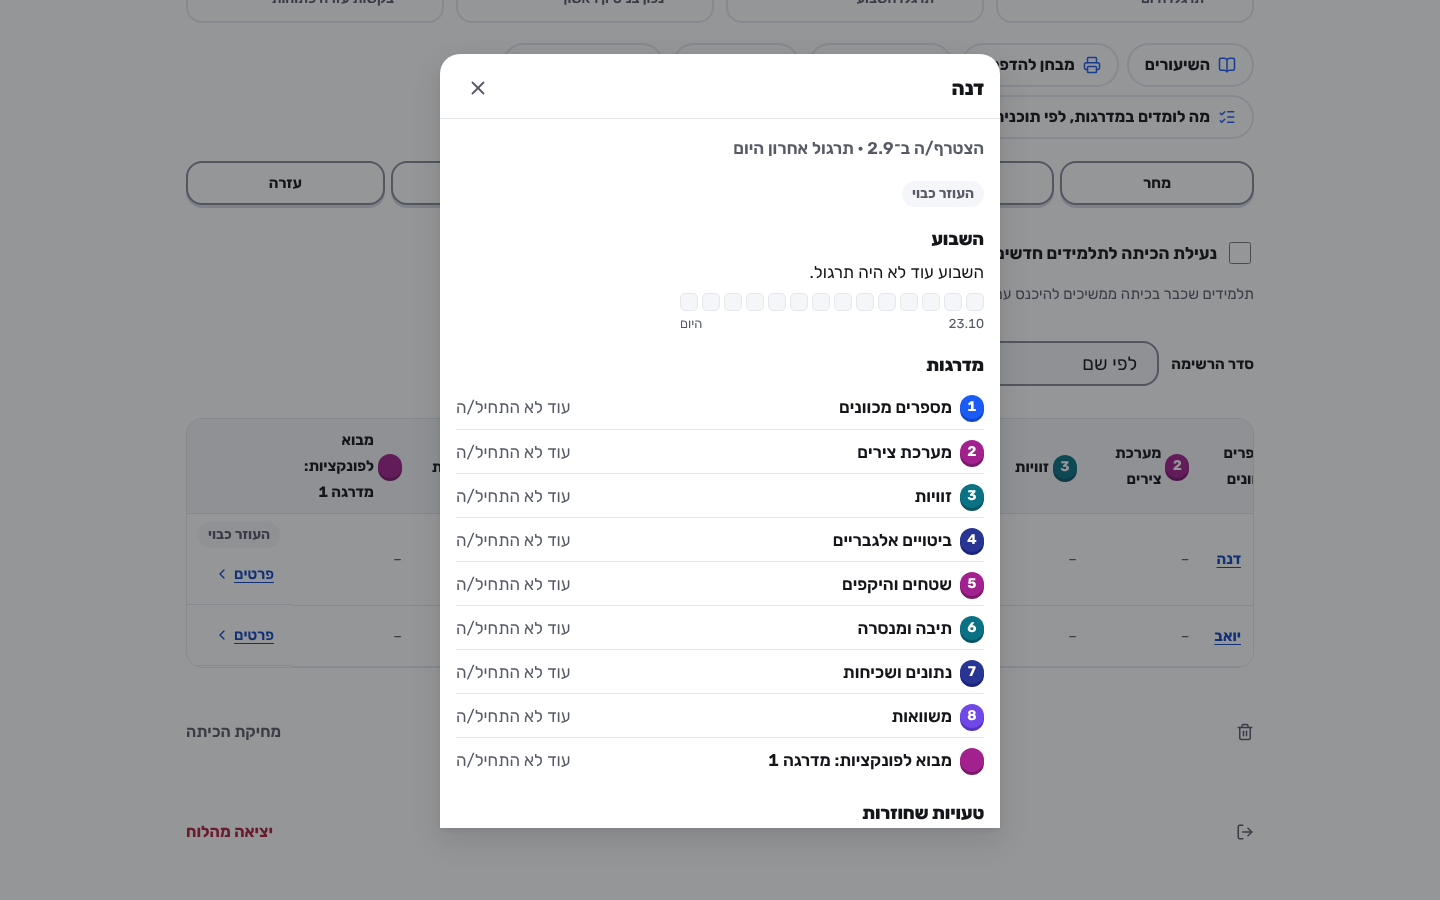 השיעורים
מבחן להדפ
מה לומדים במדרגות, לפי תוכנית
מחר
עזרה
נעילת הכיתה לתלמידים חדשים
תלמידים שכבר בכיתה ממשיכים להיכנס
סדר הרשימה
לפי שם
מערכת צירים
2
זוויות
3
מבוא לפונקציות: מדרגה 1
דנה
–
–
–
העוזר כבוי
פרטים
יואב
–
–
–
פרטים
מחיקת הכיתה
יציאה מהלוח
דנה
הצטרף/ה ב־2.9 · תרגול אחרון היום
העוזר כבוי
השבוע
השבוע עוד לא היה תרגול.
23.10
היום
מדרגות
1 מספרים מכוונים עוד לא התחיל/ה
2 מערכת צירים עוד לא התחיל/ה
3 זוויות עוד לא התחיל/ה
4 ביטויים אלגבריים עוד לא התחיל/ה
5 שטחים והיקפים עוד לא התחיל/ה
6 תיבה ומנסרה עוד לא התחיל/ה
7 נתונים ושכיחות עוד לא התחיל/ה
8 משוואות עוד לא התחיל/ה
מבוא לפונקציות: מדרגה 1 עוד לא התחיל/ה
טעויות שחוזרות